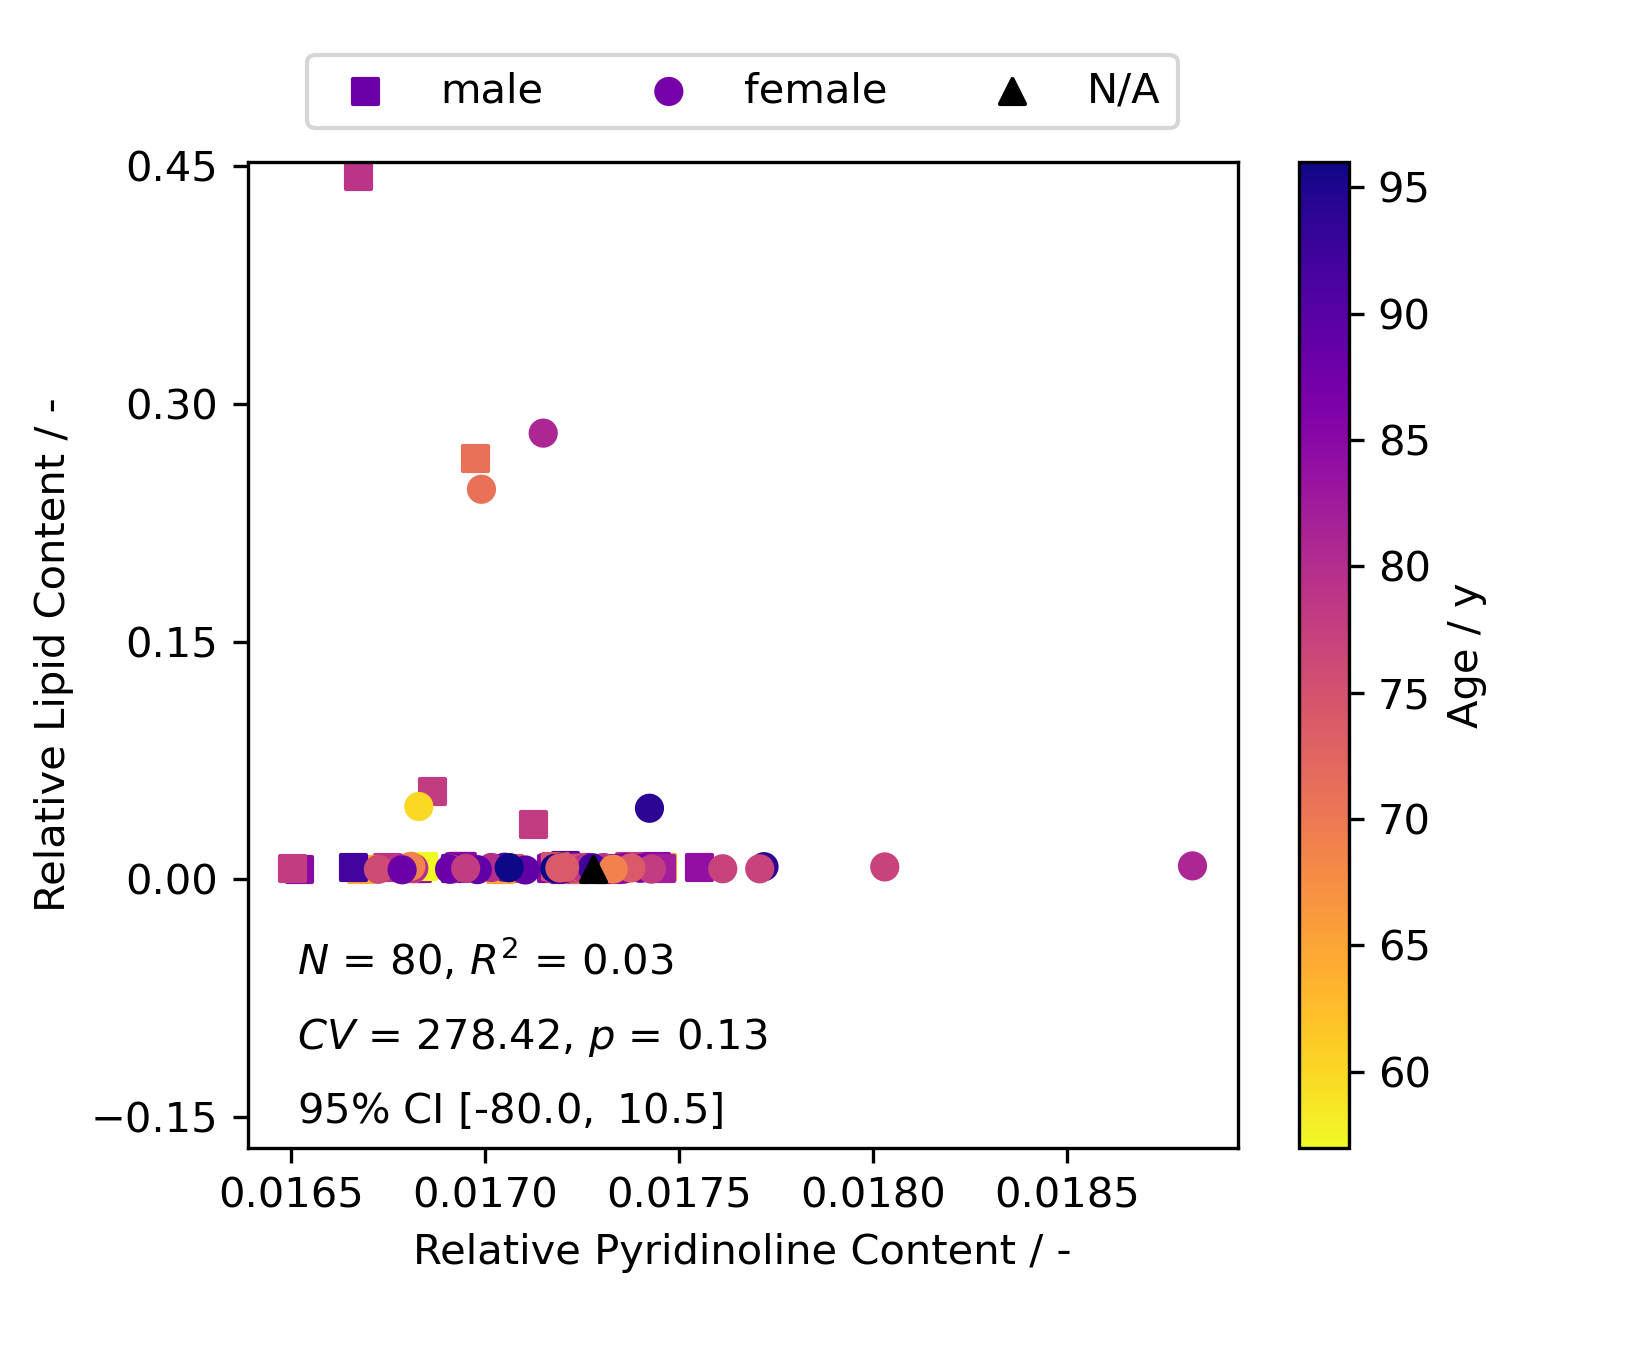 male female N/A
0.45
0.30
0.15
0.00
−0.15
Relative Lipid Content / -
N = 80, R² = 0.03
CV = 278.42, p = 0.13
95% CI [-80.0, 10.5]
0.0165 0.0170 0.0175 0.0180 0.0185
Relative Pyridinoline Content / -
95
90
85
80
75
70
65
60
Age / y